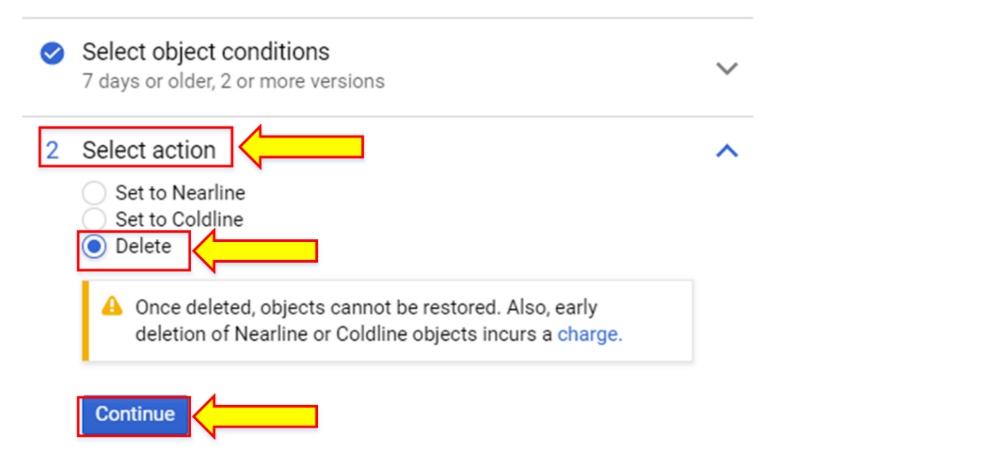 Select object conditions
7 days or older, 2 or more versions
2 Select action
Set to Nearline
Set to Coldline
Delete
Once deleted, objects cannot be restored. Also, early
deletion of Nearline or Coldline objects incurs a charge.
Continue